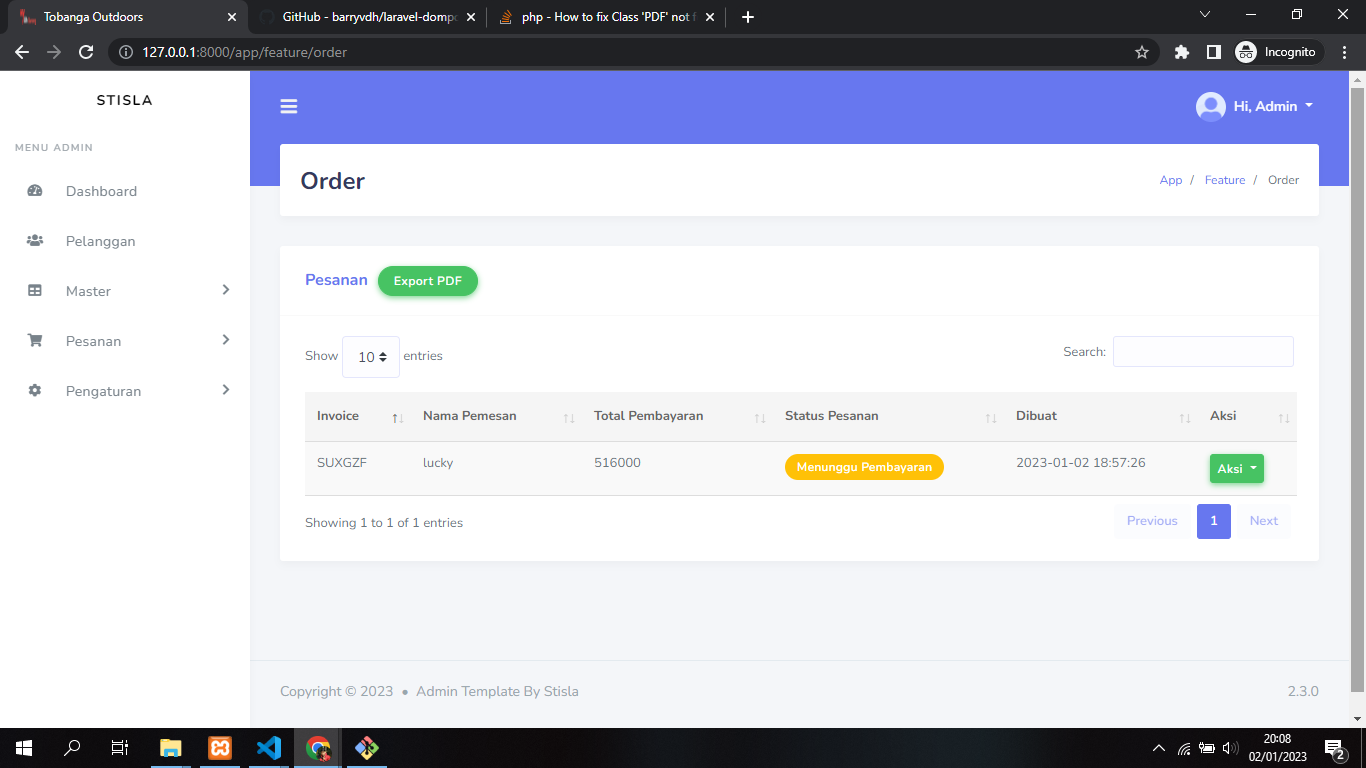 Tobanga Outdoors
GitHub - barryvdh/laravel-domp
php - How to fix Class 'PDF' not f
127.0.0.1:8000/app/feature/order
Incognito
STISLA
Hi, Admin
MENU ADMIN
Dashboard
Pelanggan
Master
Pesanan
Pengaturan
Order
App / Feature / Order
Pesanan Export PDF
Show 10 entries
Search:
Invoice Nama Pemesan Total Pembayaran Status Pesanan Dibuat Aksi
SUXGZF lucky 516000 Menunggu Pembayaran 2023-01-02 18:57:26 Aksi
Showing 1 to 1 of 1 entries
Previous 1 Next
Copyright © 2023 • Admin Template By Stisla
2.3.0
20:08
02/01/2023
2